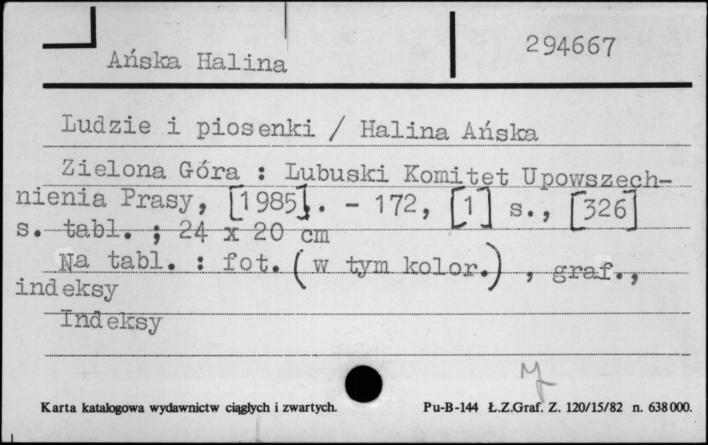 Ańska Halina
294667
Ludzie i piosenki / Halina Ańska
Zielona Góra : Lubuski Komitet Upowszech-
nienia Prasy, [1985]. - 172, [1] s., [326]
s. tabl. ; 24 x 20 cm
Na tabl. : fot. (w tym kolor.) , graf.,
indeksy
Indeksy
Karta katalogowa wydawnictw ciągłych i zwartych.
Pu-B-144 Ł.Z.Graf. Z. 120/15/82 n. 638000.